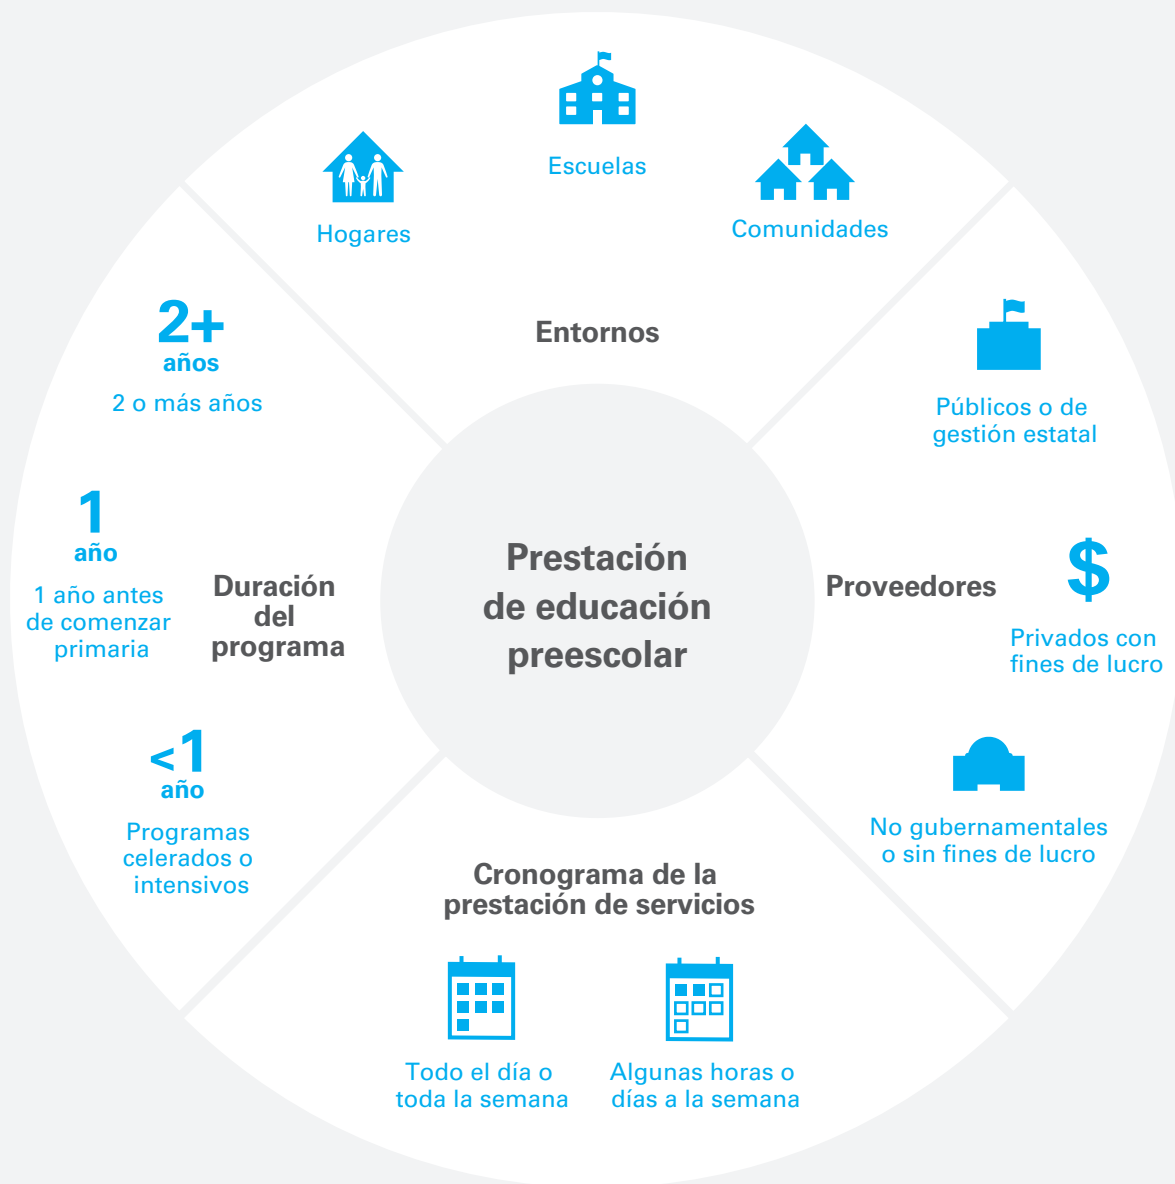 Escuelas
Hogares
Comunidades
Entornos
2+
años
2 o más años
1
año
1 año antes
de comenzar
primaria
Duración
del
programa
<1
año
Programas
celerados o
intensivos
Prestación
de educación
preescolar
Públicos o de
gestión estatal
Proveedores
$
Privados con
fines de lucro
No gubernamentales
o sin fines de lucro
Cronograma de la
prestación de servicios
Todo el día o
toda la semana
Algunas horas o
días a la semana